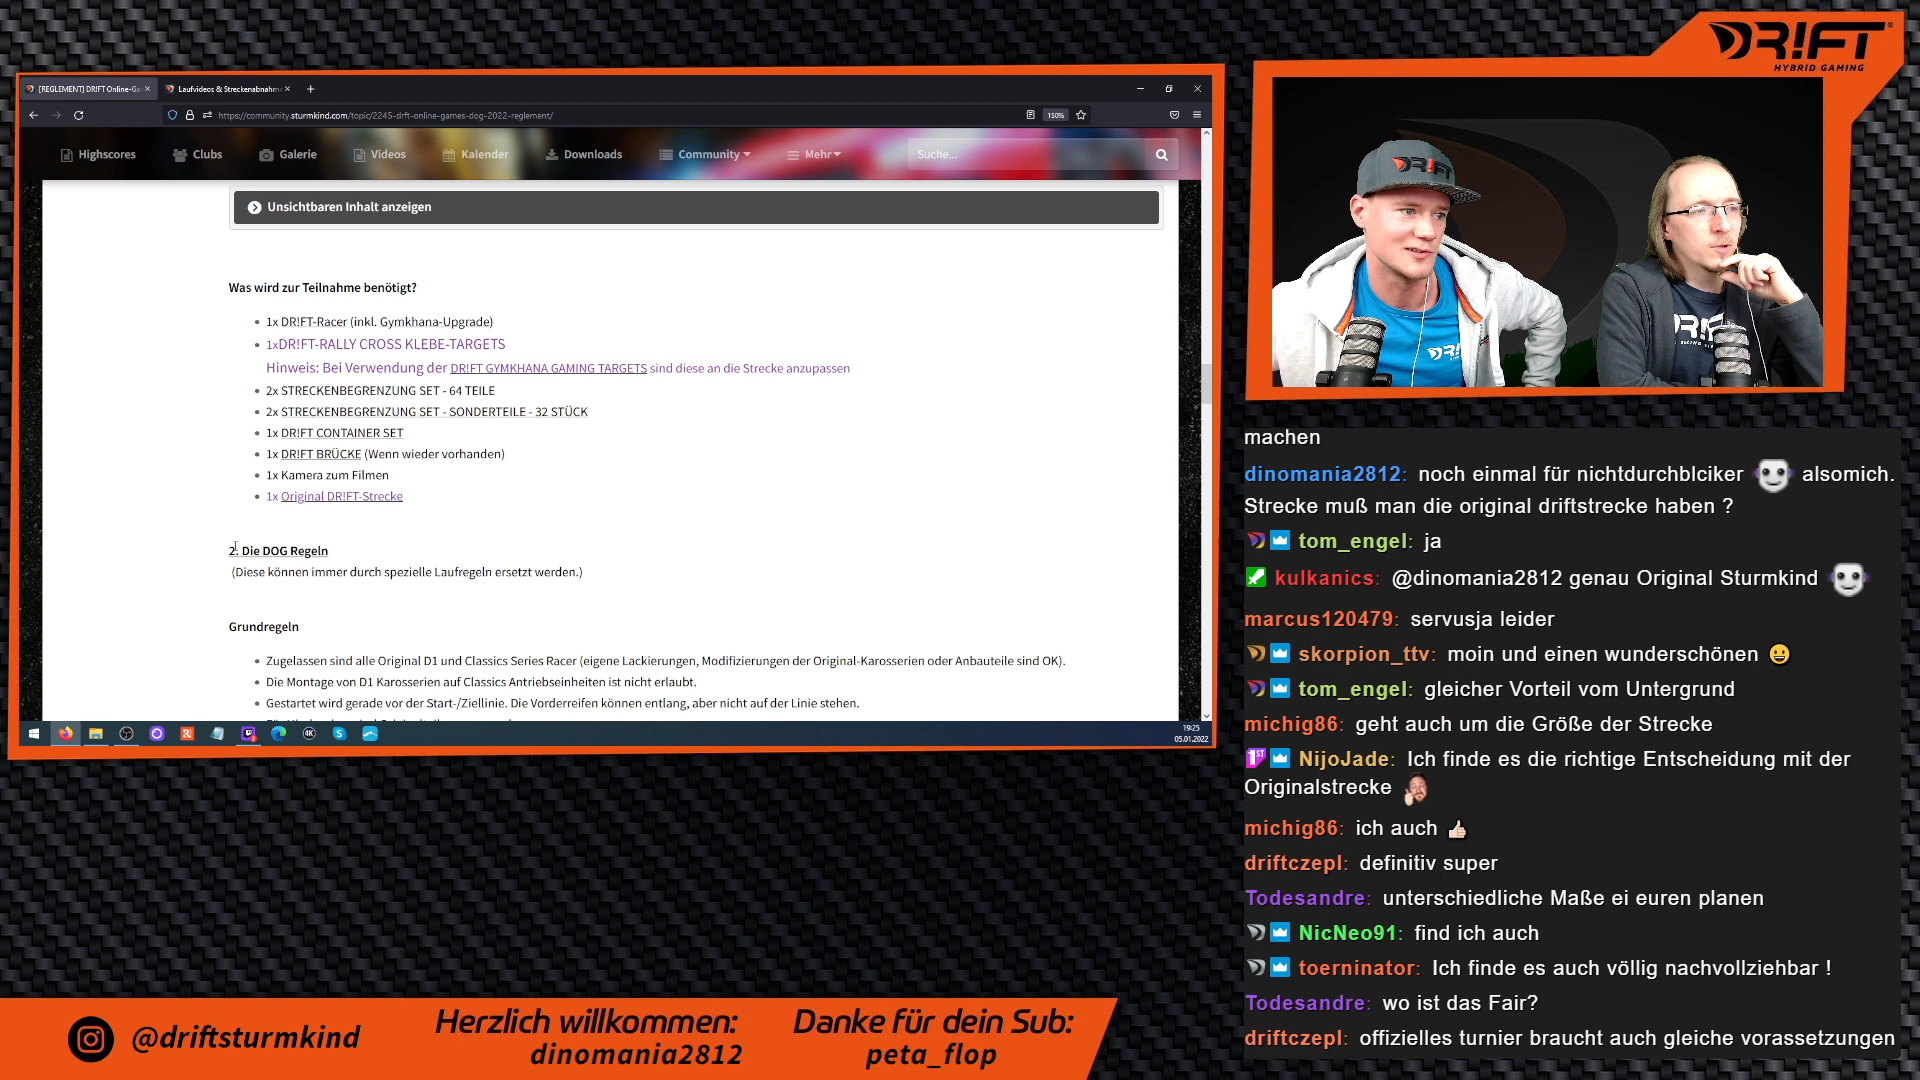 DR!FT
HYBRID GAMING
[REGLEMENT] DR!FT Online-Ga
Laufvideos & Streckenabnahme
https://community.sturmkind.com/topic/2245-drft-online-games-dog-2022-reglement/
150%
Highscores
Clubs
Galerie
Videos
Kalender
Downloads
Community
Mehr
Suche...
Unsichtbaren Inhalt anzeigen
Was wird zur Teilnahme benötigt?
1x DR!FT-Racer (inkl. Gymkhana-Upgrade)
1xDR!FT-RALLY CROSS KLEBE-TARGETS
Hinweis: Bei Verwendung der DR!FT GYMKHANA GAMING TARGETS sind diese an die Strecke anzupassen
2x STRECKENBEGRENZUNG SET - 64 TEILE
2x STRECKENBEGRENZUNG SET - SONDERTEILE - 32 STÜCK
1x DR!FT CONTAINER SET
1x DR!FT BRÜCKE (Wenn wieder vorhanden)
1x Kamera zum Filmen
1x Original DR!FT-Strecke
2. Die DOG Regeln
(Diese können immer durch spezielle Laufregeln ersetzt werden.)
Grundregeln
Zugelassen sind alle Original D1 und Classics Series Racer (eigene Lackierungen, Modifizierungen der Original-Karosserien oder Anbauteile sind OK).
Die Montage von D1 Karosserien auf Classics Antriebseinheiten ist nicht erlaubt.
Gestartet wird gerade vor der Start-/Ziellinie. Die Vorderreifen können entlang, aber nicht auf der Linie stehen.
19:25
05.01.2022
machen
dinomania2812: noch einmal für nichtdurchblciker alsomich.
Strecke muß man die original driftstrecke haben ?
tom_engel: ja
kulkanics: @dinomania2812 genau Original Sturmkind
marcus120479: servusja leider
skorpion_ttv: moin und einen wunderschönen 😀
tom_engel: gleicher Vorteil vom Untergrund
michig86: geht auch um die Größe der Strecke
NijoJade: Ich finde es die richtige Entscheidung mit der
Originalstrecke
michig86: ich auch 👍🏻
driftczepl: definitiv super
Todesandre: unterschiedliche Maße ei euren planen
NicNeo91: find ich auch
toerninator: Ich finde es auch völlig nachvollziehbar !
Todesandre: wo ist das Fair?
driftczepl: offizielles turnier braucht auch gleiche vorassetzungen
@driftsturmkind
Herzlich willkommen:
dinomania2812
Danke für dein Sub:
peta_flop